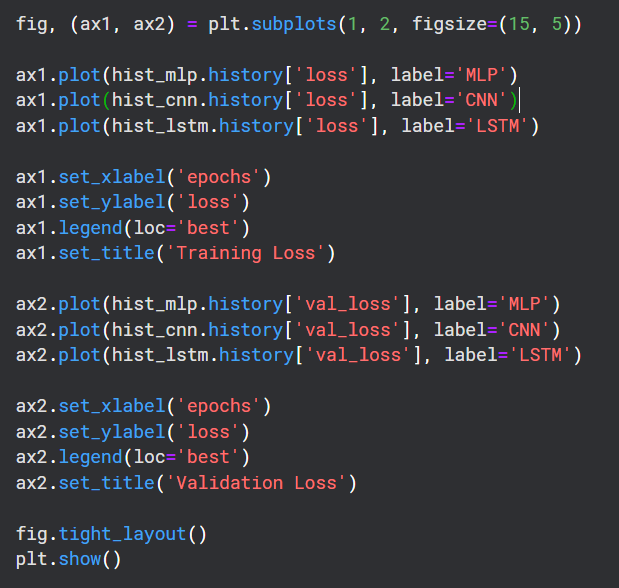 fig, (ax1, ax2) = plt.subplots(1, 2, figsize=(15, 5))
ax1.plot(hist_mlp.history['loss'], label='MLP')
ax1.plot(hist_cnn.history['loss'], label='CNN')
ax1.plot(hist_lstm.history['loss'], label='LSTM')
ax1.set_xlabel('epochs')
ax1.set_ylabel('loss')
ax1.legend(loc='best')
ax1.set_title('Training Loss')
ax2.plot(hist_mlp.history['val_loss'], label='MLP')
ax2.plot(hist_cnn.history['val_loss'], label='CNN')
ax2.plot(hist_lstm.history['val_loss'], label='LSTM')
ax2.set_xlabel('epochs')
ax2.set_ylabel('loss')
ax2.legend(loc='best')
ax2.set_title('Validation Loss')
fig.tight_layout()
plt.show()